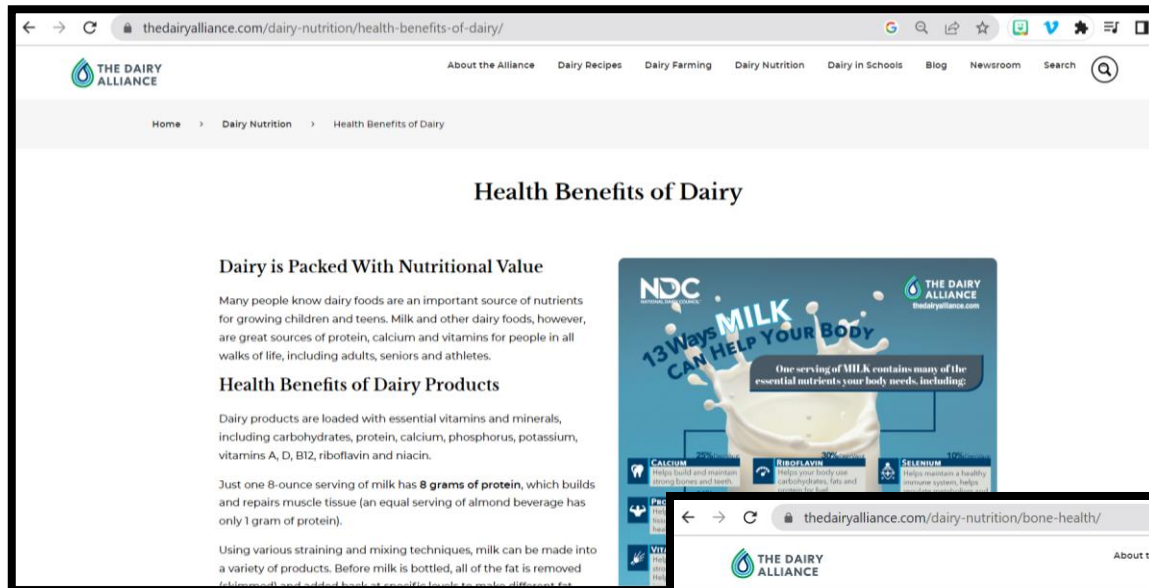 thedairyalliance.com/dairy-nutrition/health-benefits-of-dairy/
THE DAIRY
ALLIANCE
About the Alliance Dairy Recipes Dairy Farming Dairy Nutrition Dairy in Schools Blog Newsroom Search
Home > Dairy Nutrition > Health Benefits of Dairy
Health Benefits of Dairy
Dairy is Packed With Nutritional Value
Many people know dairy foods are an important source of nutrients
for growing children and teens. Milk and other dairy foods, however,
are great sources of protein, calcium and vitamins for people in all
walks of life, including adults, seniors and athletes.
Health Benefits of Dairy Products
Dairy products are loaded with essential vitamins and minerals,
including carbohydrates, protein, calcium, phosphorus, potassium,
vitamins A, D, B12, riboflavin and niacin.
Just one 8-ounce serving of milk has 8 grams of protein, which builds
and repairs muscle tissue (an equal serving of almond beverage has
only 1 gram of protein).
Using various straining and mixing techniques, milk can be made into
a variety of products. Before milk is bottled, all of the fat is removed
(skimmed) and added back at specific levels to make different fat
NDC
NATIONAL DAIRY COUNCIL
THE DAIRY
ALLIANCE
thedairyalliance.com
13 Ways MILK
CAN HELP YOUR BODY
One serving of MILK contains many of the
essential nutrients your body needs, including:
25%
CALCIUM
Helps build and maintain
strong bones and teeth.
30%
RIBOFLAVIN
Helps your body use
carbohydrates, fats and
protein for fuel.
10%
SELENIUM
Helps maintain a healthy
immune system, helps
thedairyalliance.com/dairy-nutrition/bone-health/
THE DAIRY
ALLIANCE